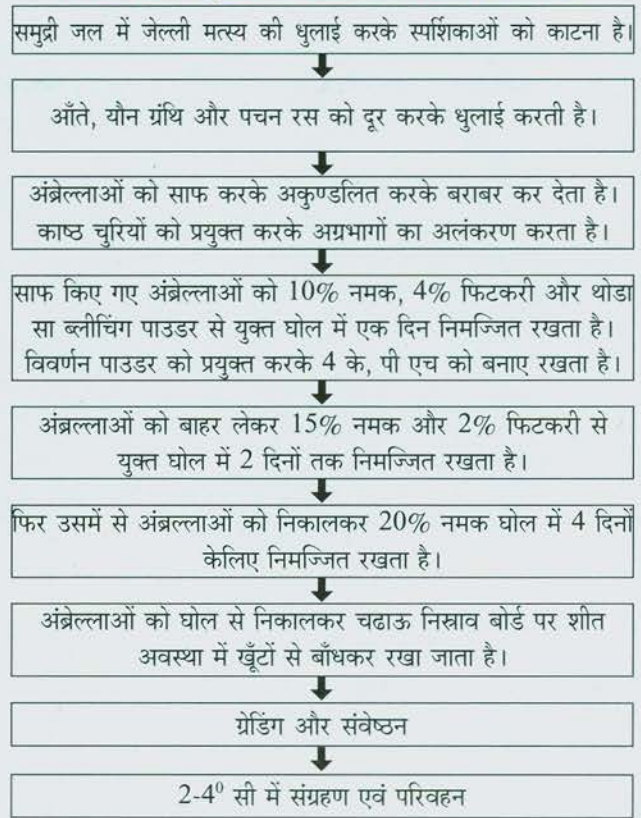 समुद्री जल में जेल्ली मत्स्य की धुलाई करके स्पर्शिकाओं को काटना है।
आँते, यौन ग्रंथि और पचन रस को दूर करके धुलाई करती है।
अंब्रेल्लाओं को साफ करके अकुण्डलित करके बराबर कर देता है।
काष्ठ चुरियों को प्रयुक्त करके अग्रभागों का अलंकरण करता है।
साफ किए गए अंब्रेल्लाओं को 10% नमक, 4% फिटकरी और थोडा
सा ब्लीचिंग पाउडर से युक्त घोल में एक दिन निमज्जित रखता है।
विवर्णन पाउडर को प्रयुक्त करके 4 के, पी एच को बनाए रखता है।
अंब्रल्लाओं को बाहर लेकर 15% नमक और 2% फिटकरी से
युक्त घोल में 2 दिनों तक निमज्जित रखता है।
फिर उसमें से अंब्रल्लाओं को निकालकर 20% नमक घोल में 4 दिनों
केलिए निमज्जित रखता है।
अंब्रेल्लाओं को घोल से निकालकर चढाऊ निस्राव बोर्ड पर शीत
अवस्था में खूँटों से बाँधकर रखा जाता है।
ग्रेडिंग और संवेष्ठन
2-4⁰ सी में संग्रहण एवं परिवहन